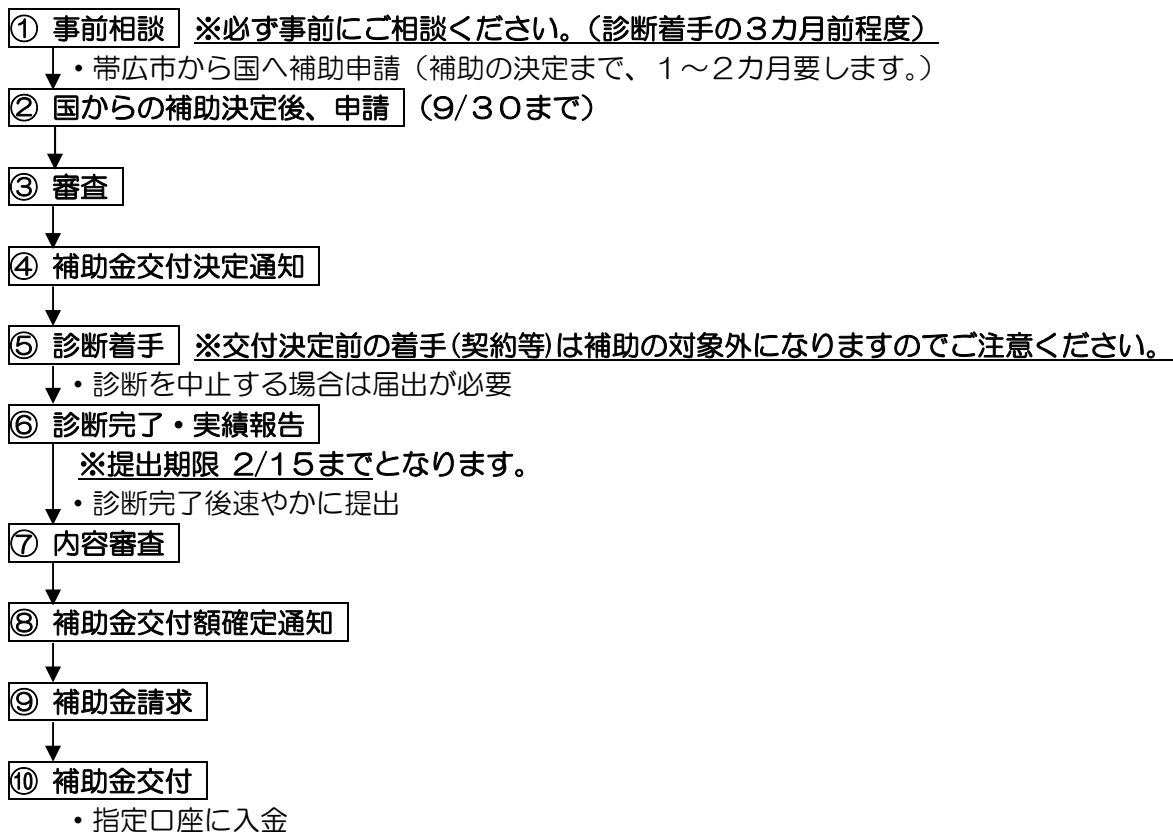 ① 事前相談 ※必ず事前にご相談ください。（診断着手の３カ月前程度）
・帯広市から国へ補助申請（補助の決定まで、１～２カ月要します。）
② 国からの補助決定後、申請 （9/３０まで）
③ 審査
④ 補助金交付決定通知
⑤ 診断着手 ※交付決定前の着手(契約等)は補助の対象外になりますのでご注意ください。
・診断を中止する場合は届出が必要
⑥ 診断完了・実績報告
※提出期限 2/１５までとなります。
・診断完了後速やかに提出
⑦ 内容審査
⑧ 補助金交付額確定通知
⑨ 補助金請求
⑩ 補助金交付
・指定口座に入金